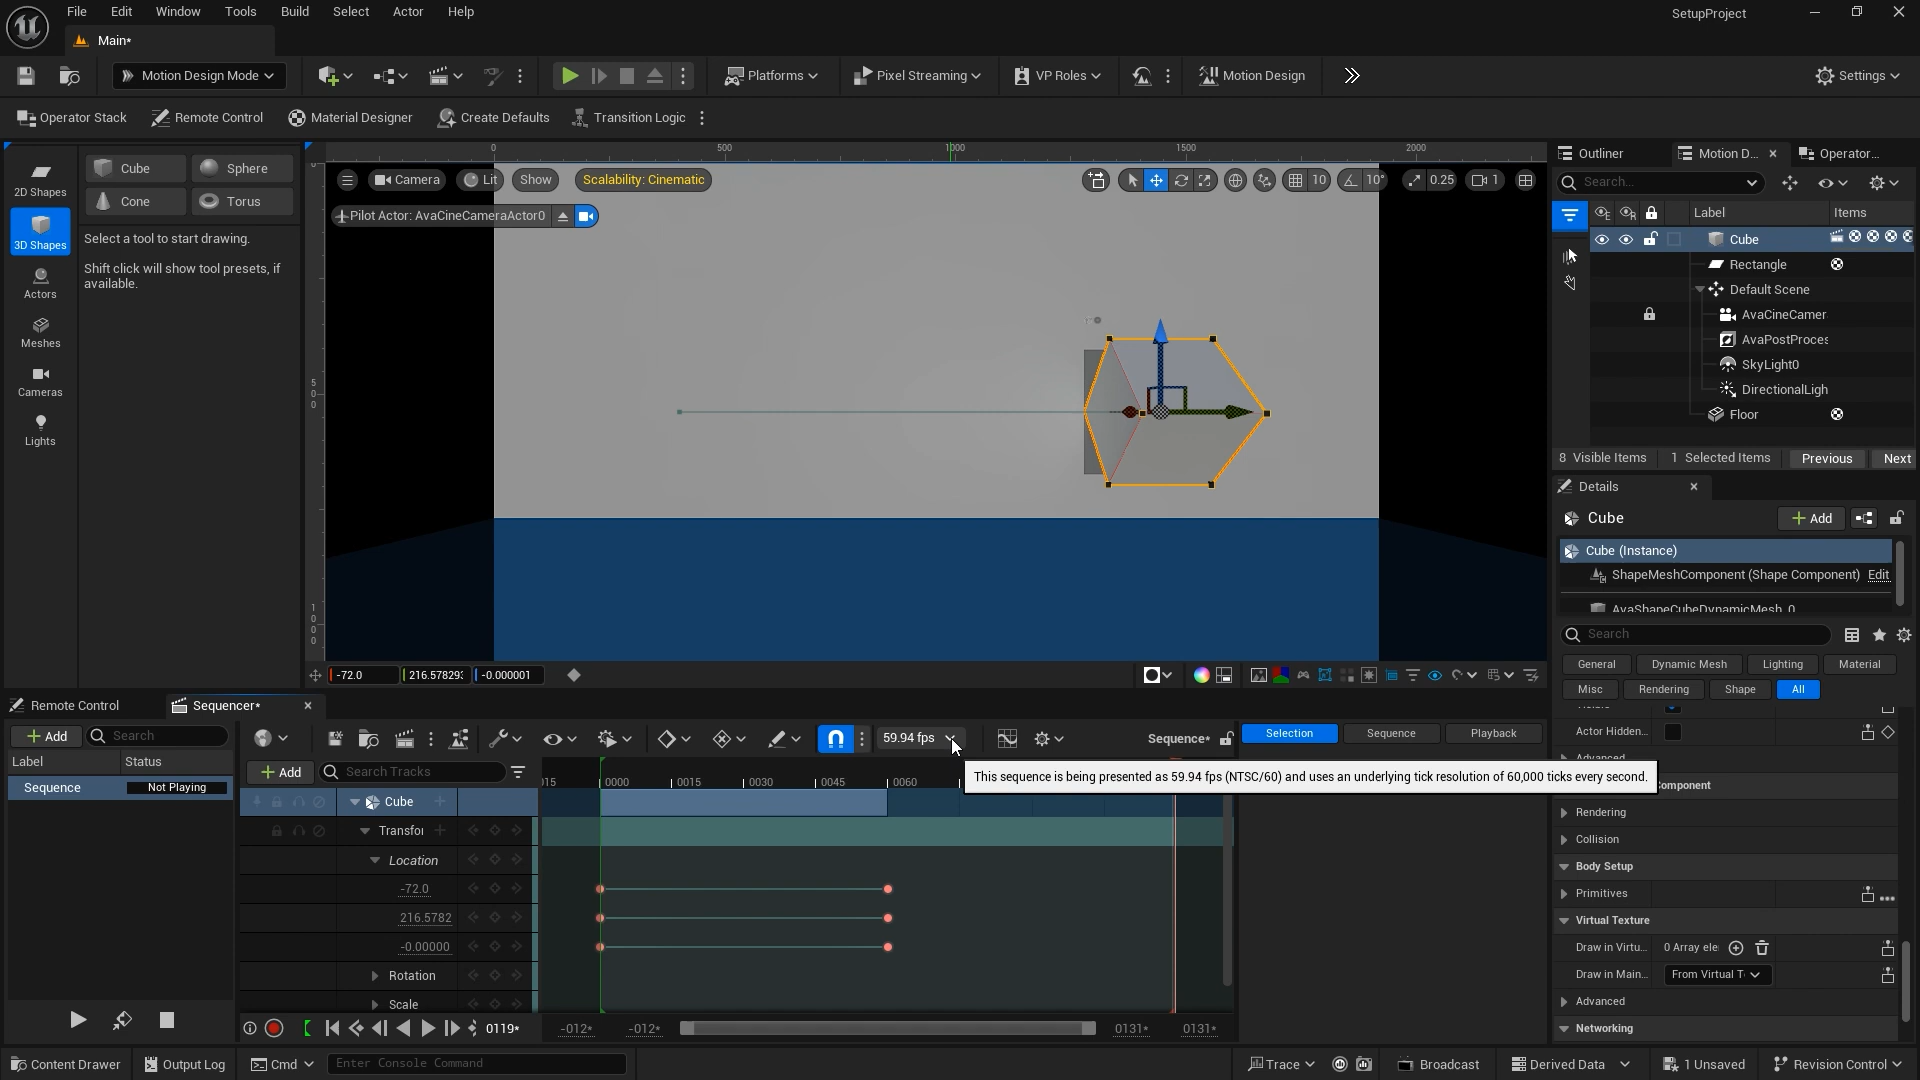 File Edit Window Tools Build Select Actor Help
SetupProject
Main*
Motion Design Mode
Platforms
Pixel Streaming
VP Roles
Motion Design
Settings
Operator Stack
Remote Control
Material Designer
Create Defaults
Transition Logic
2D Shapes
3D Shapes
Actors
Meshes
Cameras
Lights
Cube
Sphere
Cone
Torus
Select a tool to start drawing.
Shift click will show tool presets, if
available.
0 500 1000 1500 2000
Camera
Lit
Show
Scalability: Cinematic
10
10°
0.25
1
Pilot Actor: AvaCineCameraActor0
500
1000
-72.0
216.57829
-0.000001
Outliner
Motion D...
Operator...
Search...
Label
Items
Cube
Rectangle
Default Scene
AvaCineCamer
AvaPostProces
SkyLight0
DirectionalLigh
Floor
8 Visible Items
1 Selected Items
Previous
Next
Details
Cube
Add
Cube (Instance)
ShapeMeshComponent (Shape Component)
Edit
AvaShapeCubeDynamicMesh_0
Search
General
Dynamic Mesh
Lighting
Material
Misc
Rendering
Shape
All
Actor Hidden...
Advanced
Component
Rendering
Collision
Body Setup
Primitives
Virtual Texture
Draw in Virtu...
0 Array ele
Draw in Main...
From Virtual T
Advanced
Networking
Remote Control
Sequencer*
Add
Search
Label
Status
Sequence
Not Playing
59.94 fps
Sequence*
Selection
Sequence
Playback
Add
Search Tracks
015 0000 0015 0030 0045 0060
This sequence is being presented as 59.94 fps (NTSC/60) and uses an underlying tick resolution of 60,000 ticks every second.
Cube
Transfo
Location
-72.0
216.5782
-0.00000
Rotation
Scale
0119*
-012*
-012*
0131*
0131*
Content Drawer
Output Log
Cmd
Enter Console Command
Trace
Broadcast
Derived Data
1 Unsaved
Revision Control